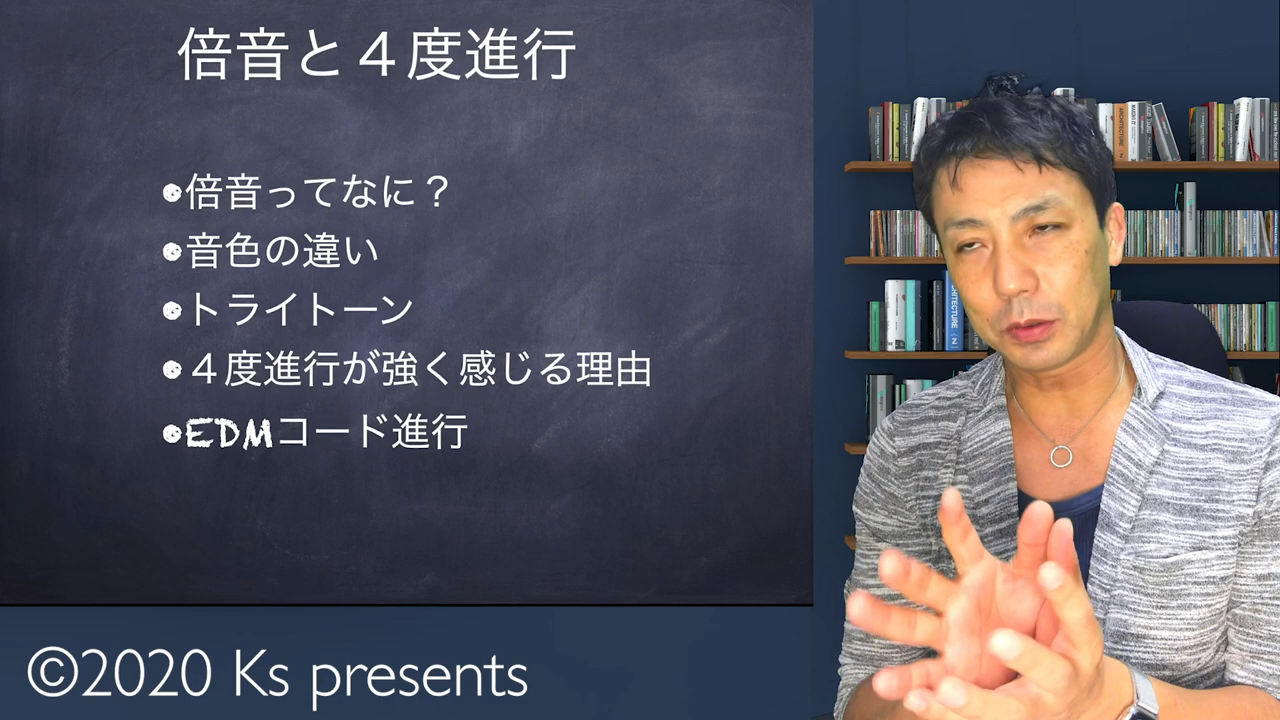 倍音と４度進行
倍音ってなに？
音色の違い
トライトーン
４度進行が強く感じる理由
EDMコード進行
©2020 Ks presents
ARCHITECTURE